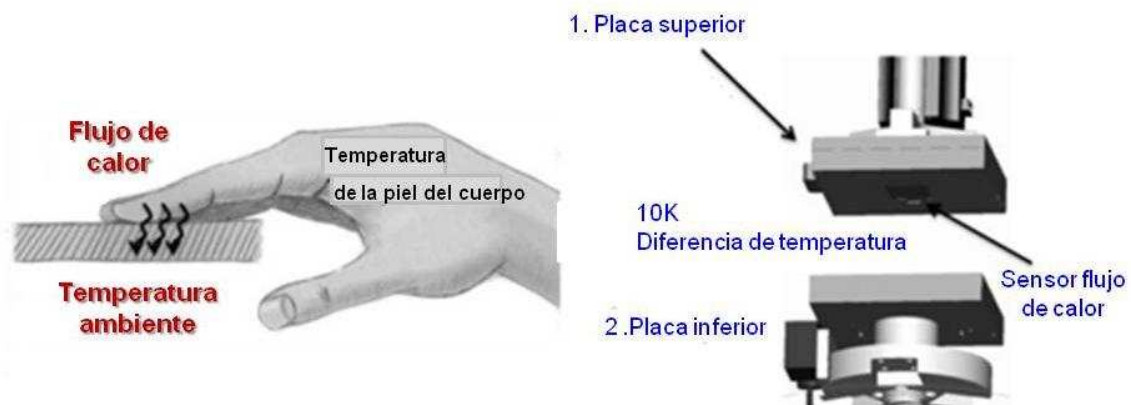 Flujo de
calor
Temperatura
de la piel del cuerpo
Temperatura
ambiente
1. Placa superior
10K
Diferencia de temperatura
Sensor flujo
de calor
2 .Placa inferior